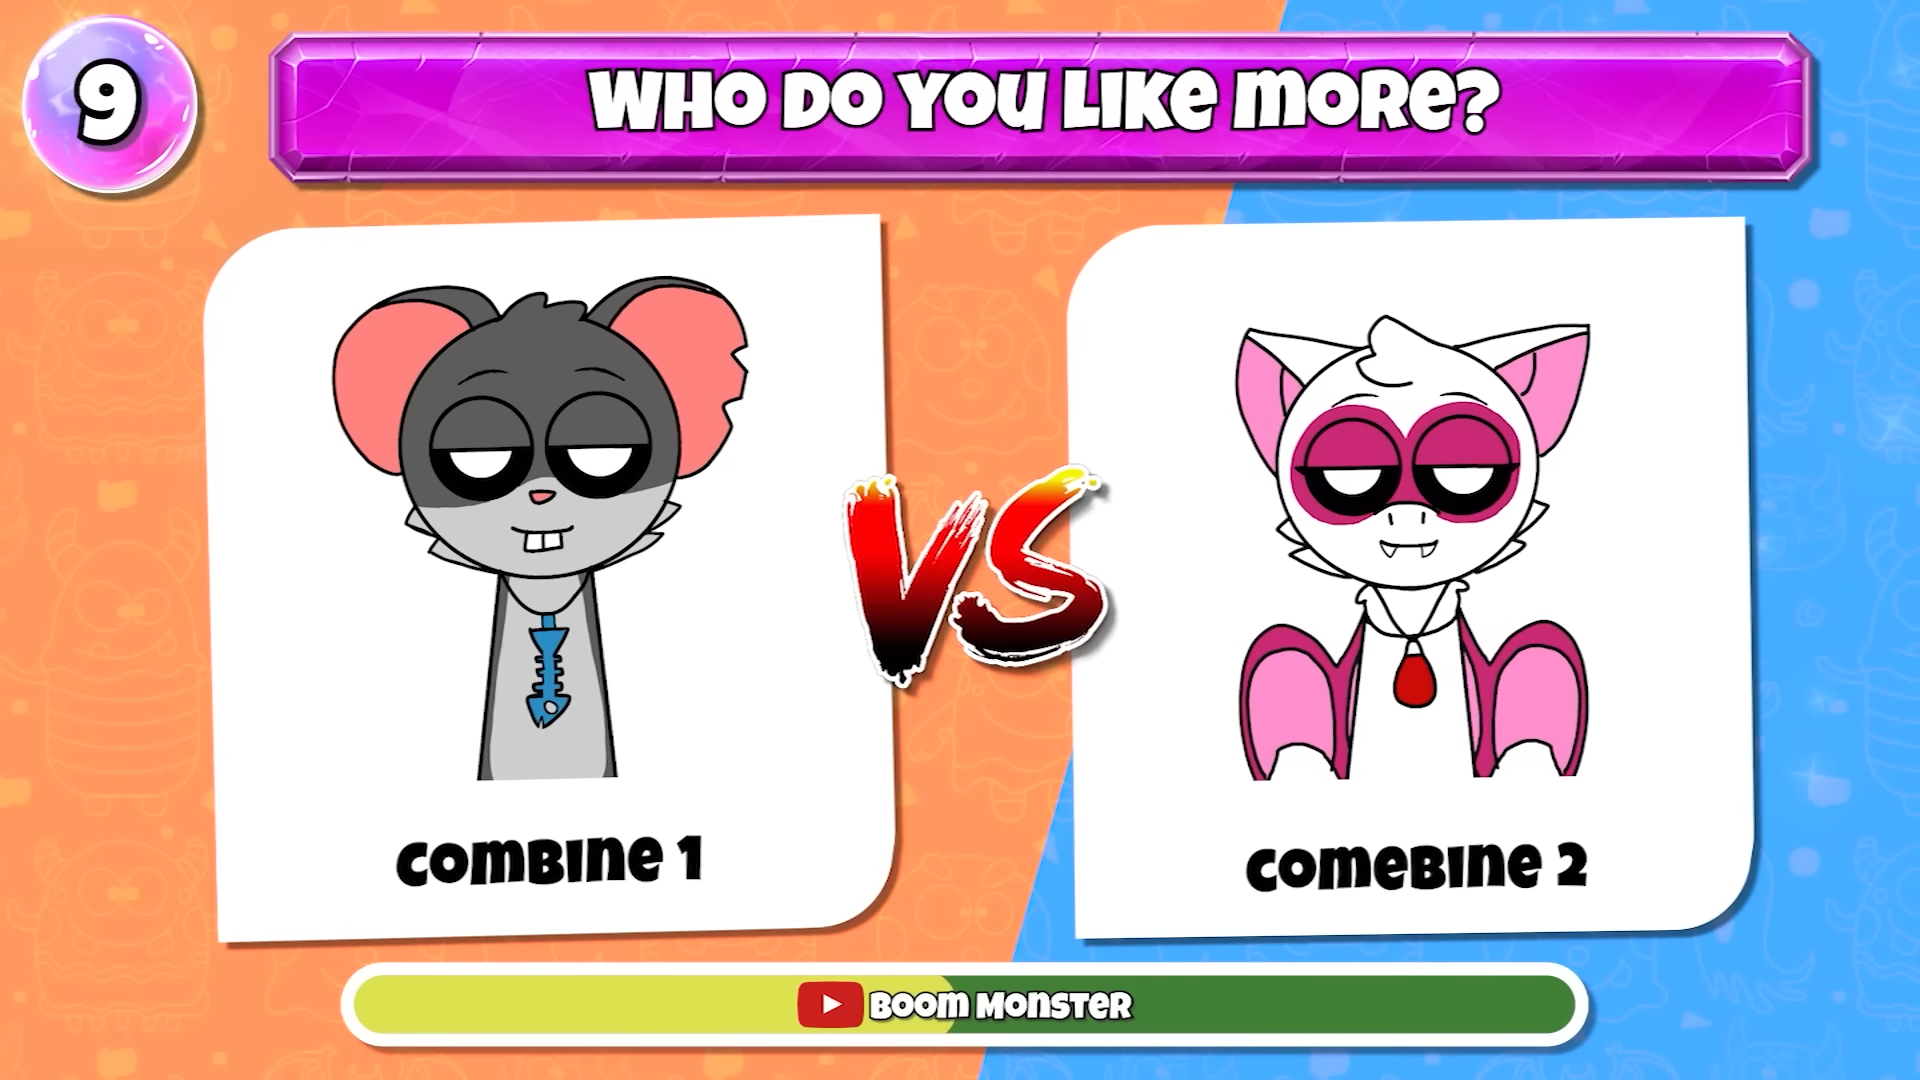 9
WHO DO YOU LIKE MORE?
VS
COMBINE 1
COMEBINE 2
BOOM MONSTER